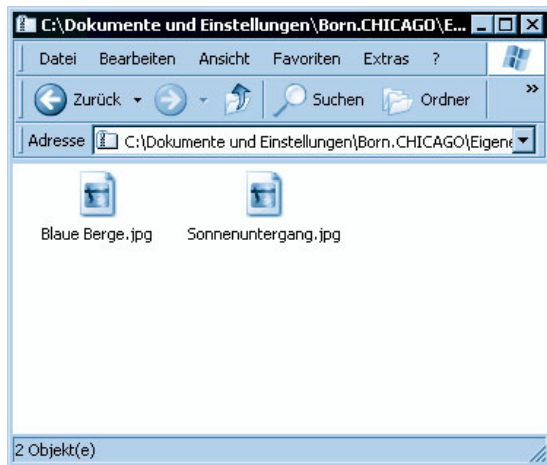 C:\Dokumente und Einstellungen\Born.CHICAGO\E...
Datei Bearbeiten Ansicht Favoriten Extras ?
Zurück Suchen Ordner »
Adresse C:\Dokumente und Einstellungen\Born.CHICAGO\Eigene
Blaue Berge.jpg Sonnenuntergang.jpg
2 Objekt(e)